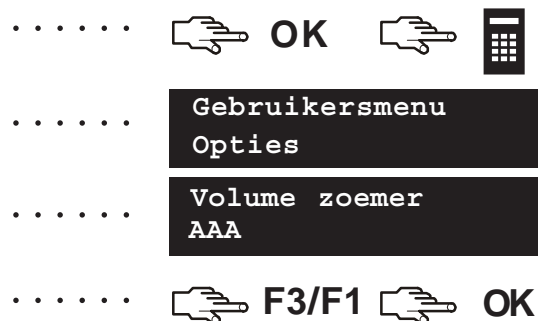 . . . . . . OK
. . . . . . Gebruikersmenu
Opties
. . . . . . Volume zoemer
AAA
. . . . . . F3/F1 OK